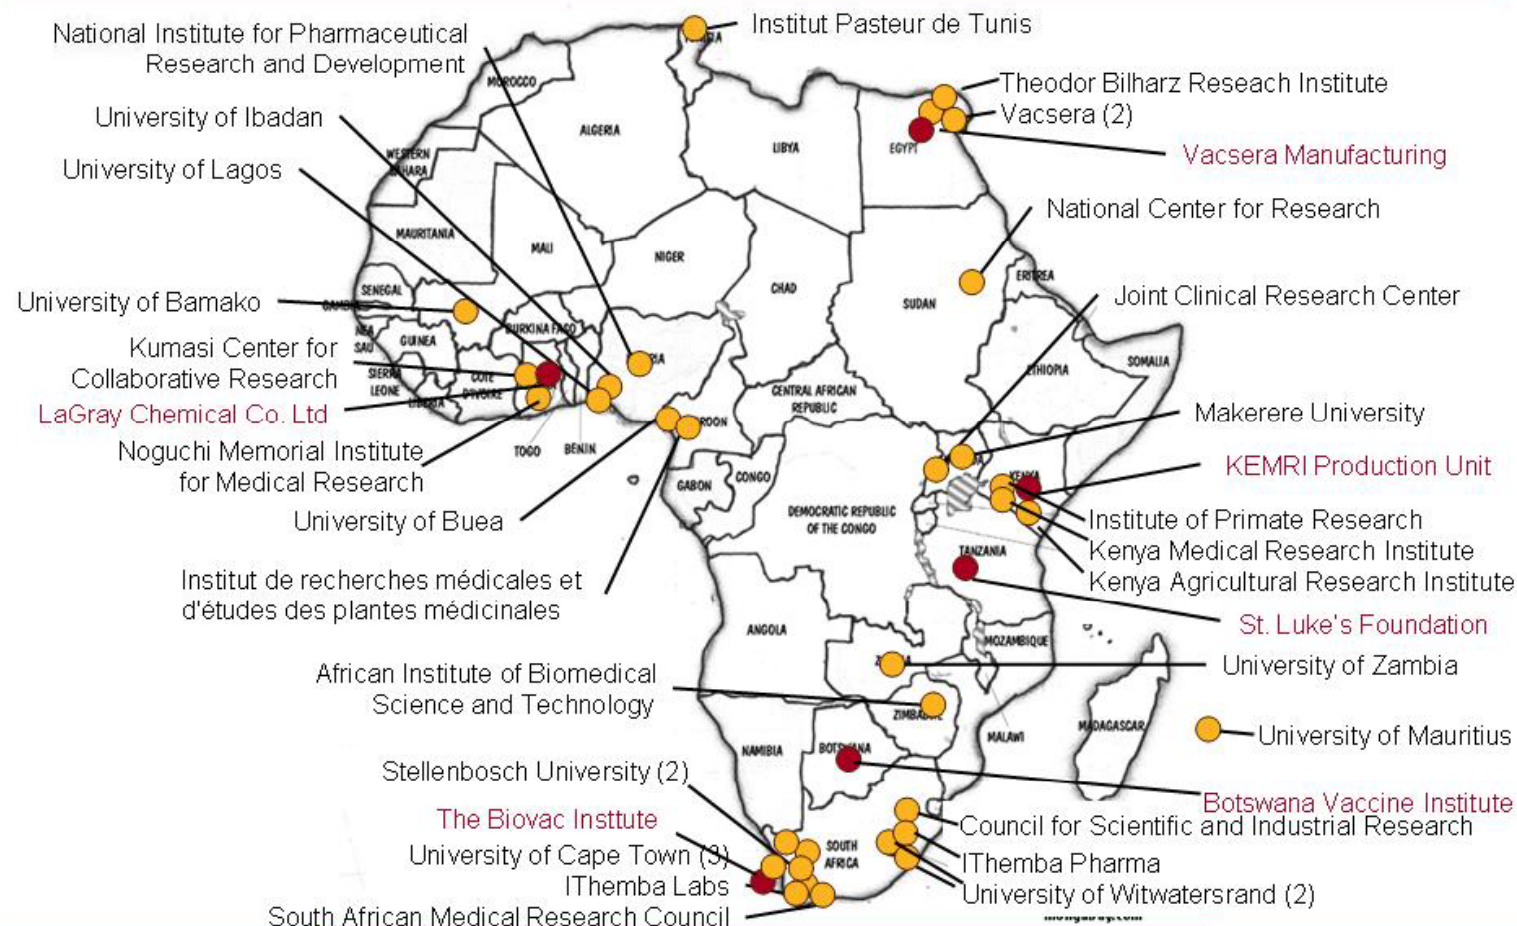 National Institute for Pharmaceutical
Research and Development
University of Ibadan
University of Lagos
University of Bamako
Kumasi Center for
Collaborative Research
LaGray Chemical Co. Ltd
Noguchi Memorial Institute
for Medical Research
University of Buea
Institut de recherches médicales et
d'études des plantes médicinales
African Institute of Biomedical
Science and Technology
Stellenbosch University (2)
The Biovac Insttute
University of Cape Town (3)
IThemba Labs
South African Medical Research Council
Institut Pasteur de Tunis
Theodor Bilharz Reseach Institute
Vacsera (2)
Vacsera Manufacturing
National Center for Research
Joint Clinical Research Center
Makerere University
KEMRI Production Unit
Institute of Primate Research
Kenya Medical Research Institute
Kenya Agricultural Research Institute
St. Luke's Foundation
University of Zambia
University of Mauritius
Botswana Vaccine Institute
Council for Scientific and Industrial Research
IThemba Pharma
University of Witwatersrand (2)
MOROCCO
ALGERIA
LIBYA
EGYPT
WESTERN
MAURITANIA
MALI
NIGER
CHAD
SUDAN
ERITREA
SENEGAL
GUINEA
BURKINA FASO
SIERRA
LEONE
LIBERIA
COTE
D'IVOIRE
TOGO
BENIN
CENTRAL AFRICAN
REPUBLIC
ETHIOPIA
SOMALIA
GABON
CONGO
DEMOCRATIC REPUBLIC
OF THE CONGO
KENYA
TANZANIA
ANGOLA
MOZAMBIQUE
MALAWI
MADAGASCAR
NAMIBIA
SOUTH
AFRICA